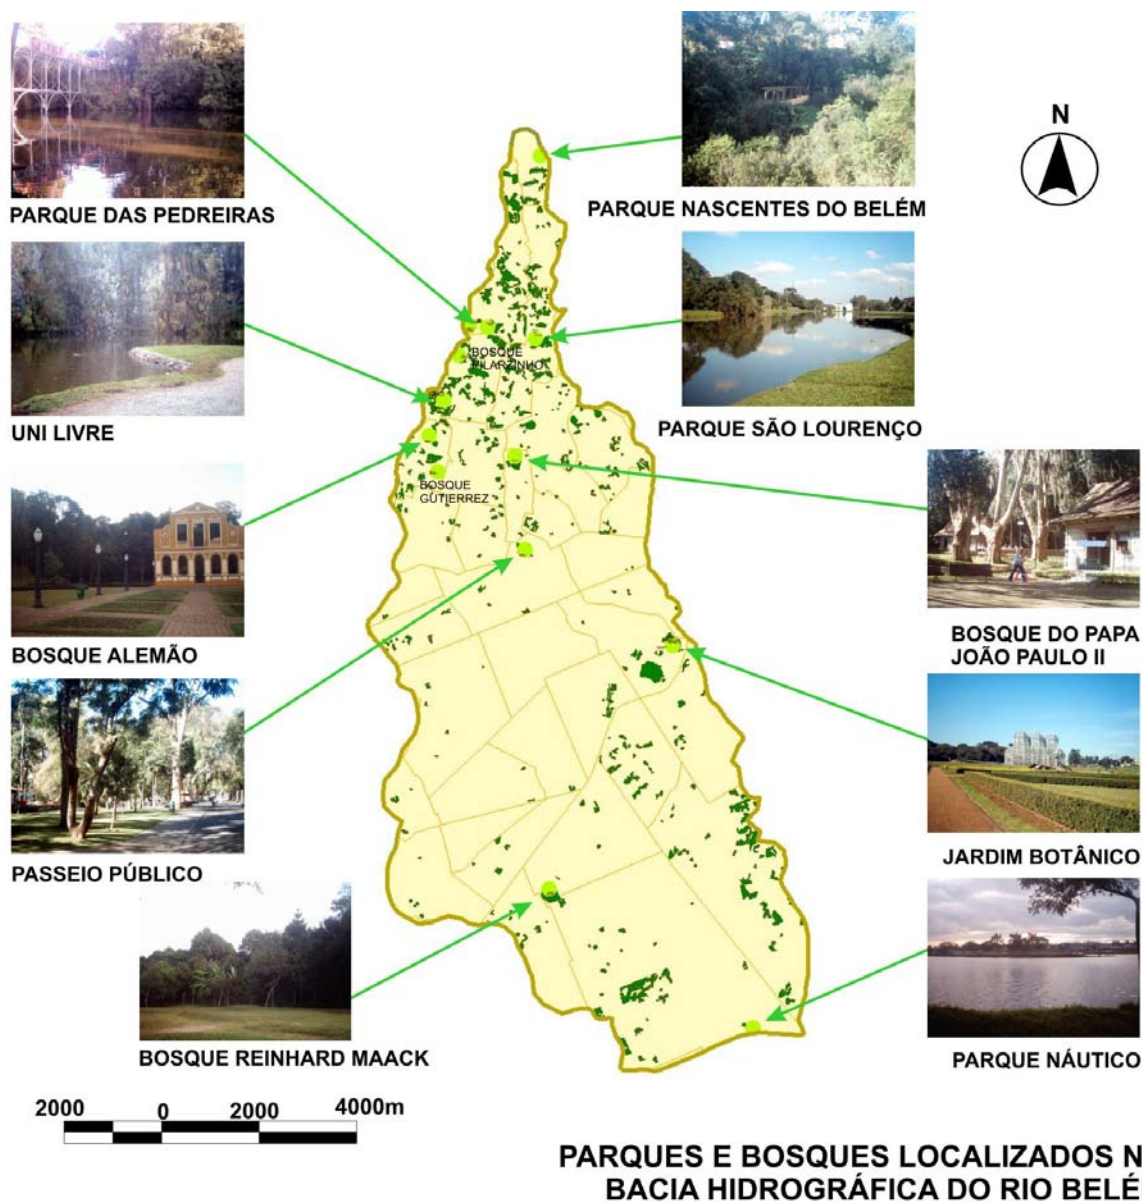 N
PARQUE DAS PEDREIRAS
PARQUE NASCENTES DO BELÉM
UNI LIVRE
BOSQUE
PILARZINHO
PARQUE SÃO LOURENÇO
BOSQUE
GUTIERREZ
BOSQUE ALEMÃO
BOSQUE DO PAPA
JOÃO PAULO II
PASSEIO PÚBLICO
JARDIM BOTÂNICO
BOSQUE REINHARD MAACK
PARQUE NÁUTICO
2000 0 2000 4000m
PARQUES E BOSQUES LOCALIZADOS N
BACIA HIDROGRÁFICA DO RIO BELÉ